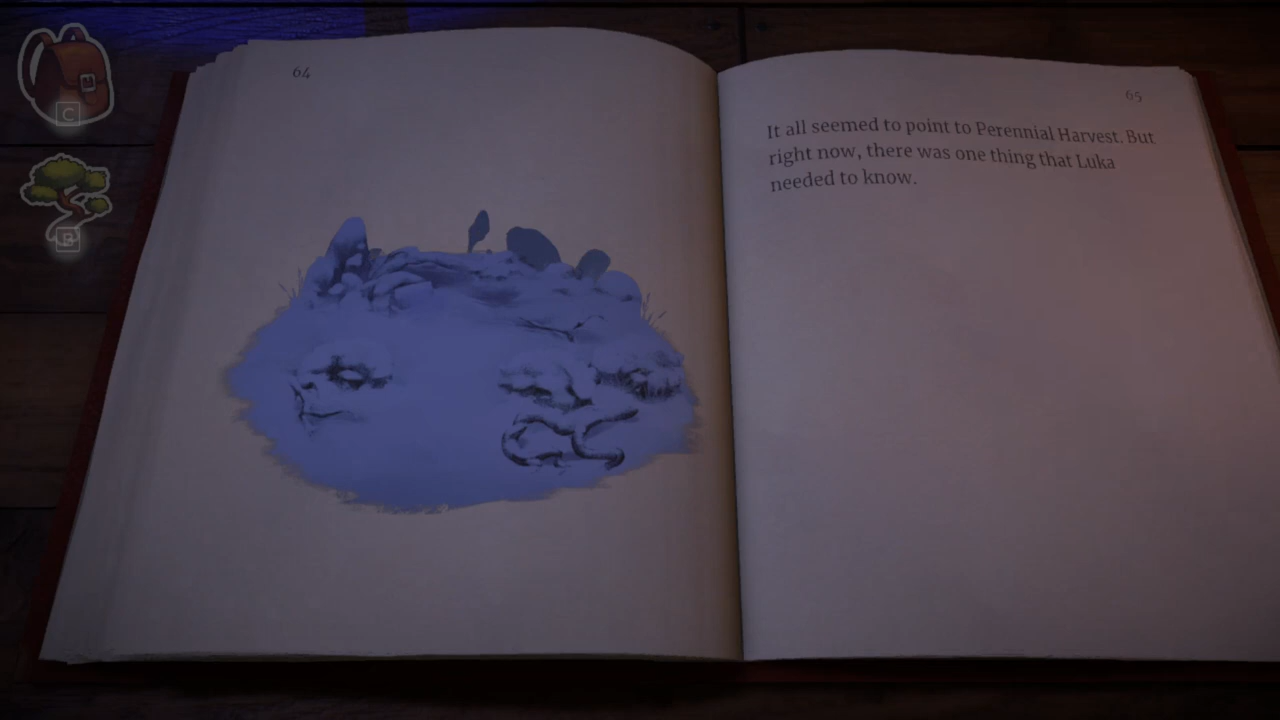 C
B
64
65
It all seemed to point to Perennial Harvest. But
right now, there was one thing that Luka
needed to know.